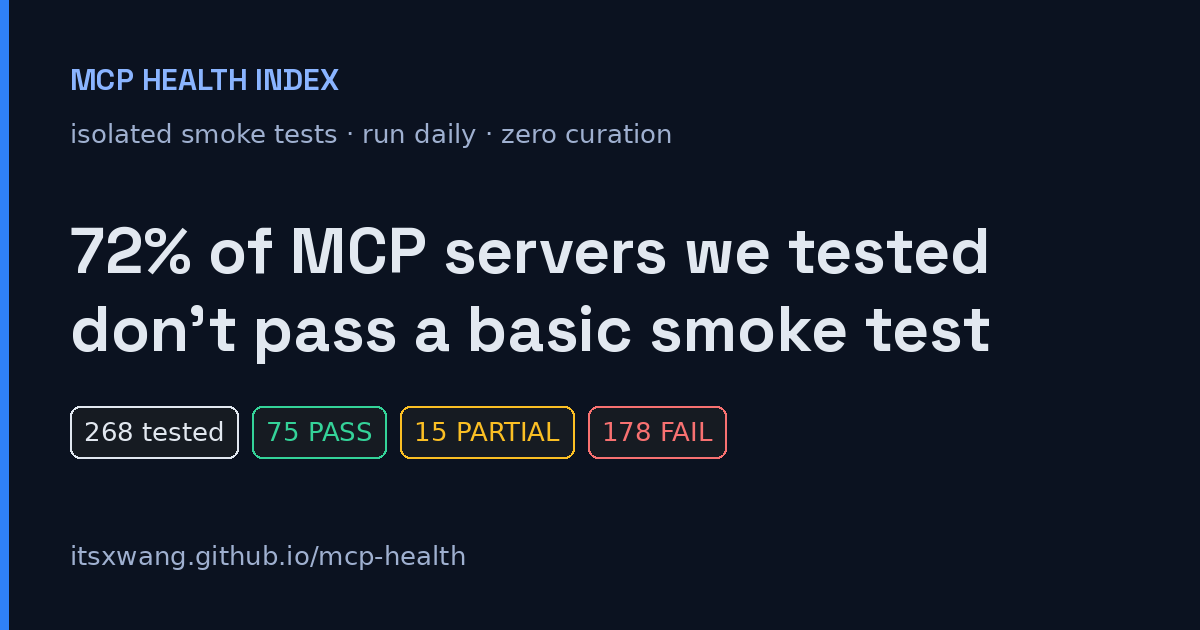 MCP HEALTH INDEX
isolated smoke tests · run daily · zero curation
72% of MCP servers we tested
don’t pass a basic smoke test
268 tested 75 PASS 15 PARTIAL 178 FAIL
itsxwang.github.io/mcp-health